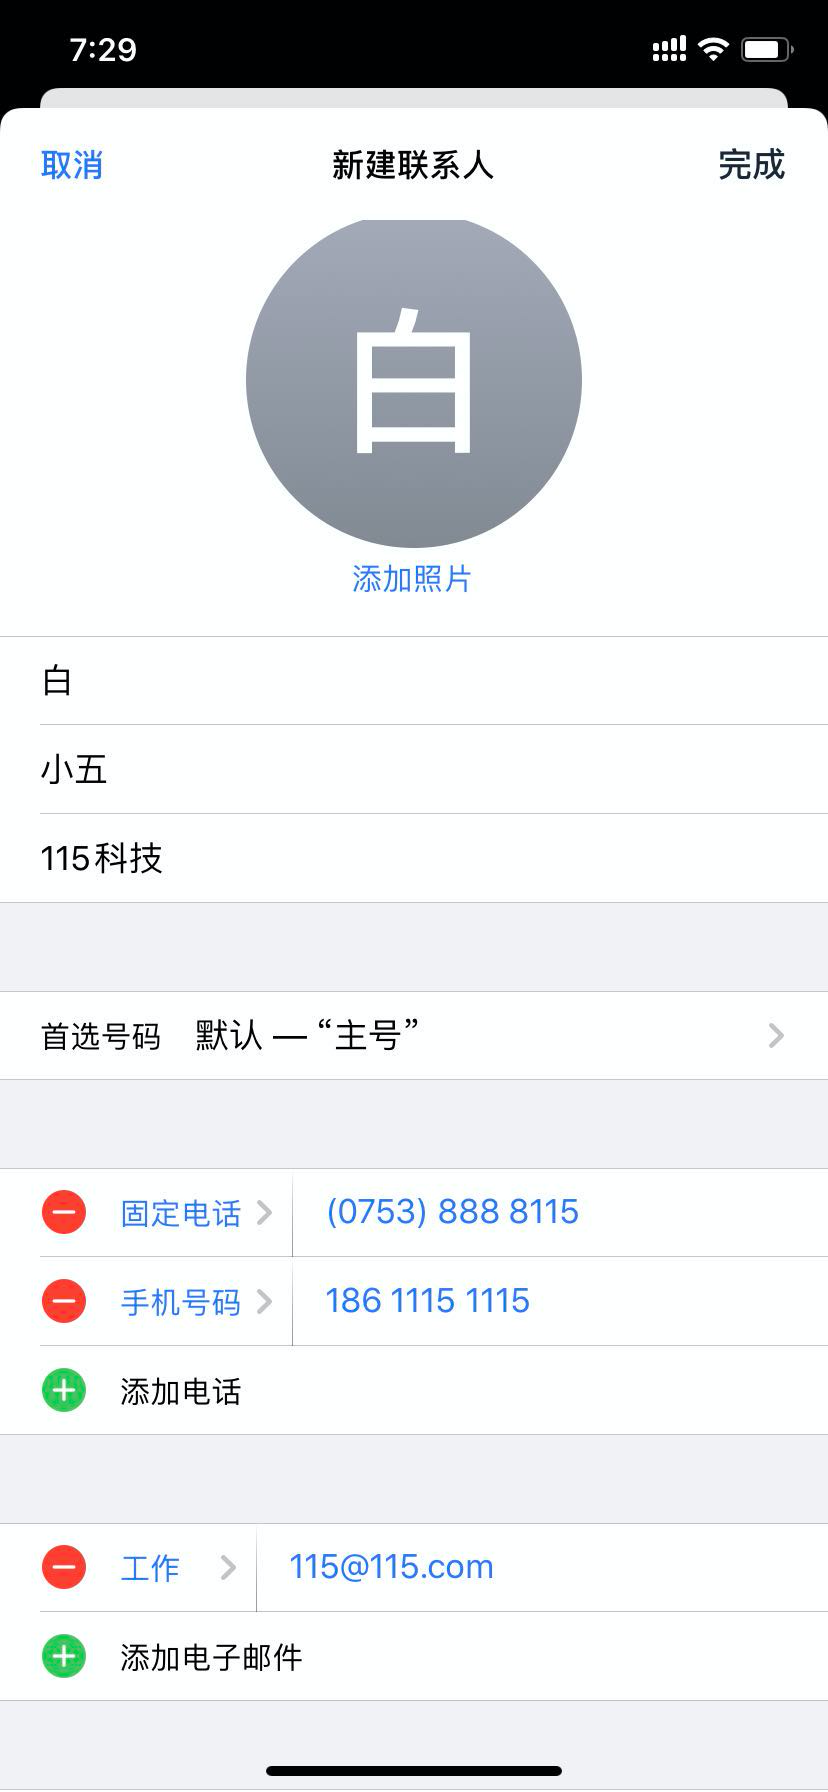 7:29
取消 新建联系人 完成
白
添加照片
白
小五
115科技
首选号码 默认 — “主号”
固定电话 (0753) 888 8115
手机号码 186 1115 1115
添加电话
工作 115@115.com
添加电子邮件